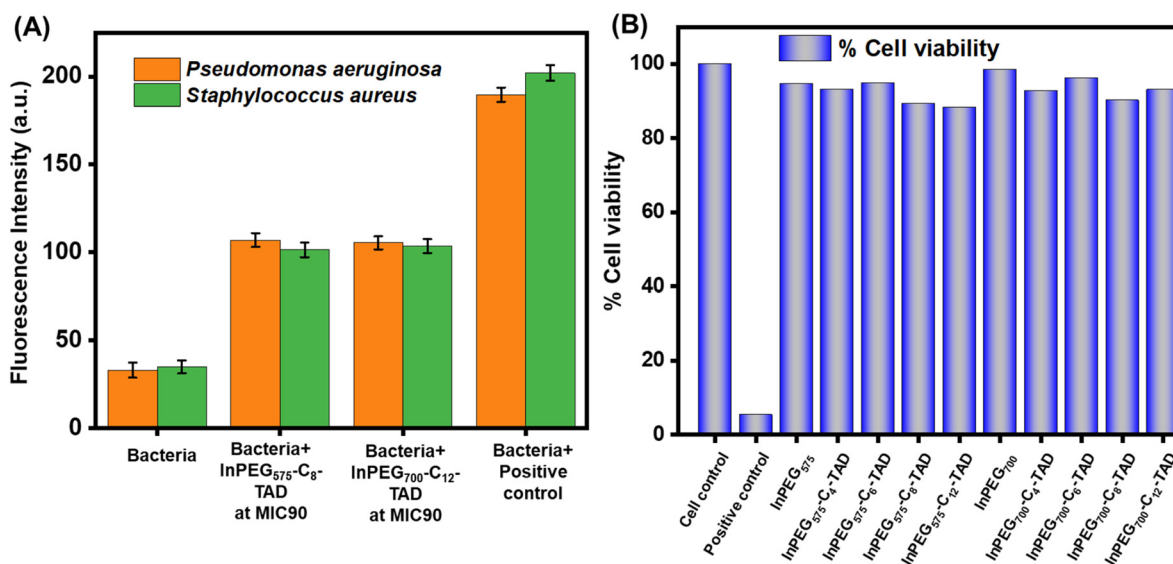 (A)
Fluorescence Intensity (a.u.)
200
150
100
50
0
Pseudomonas aeruginosa
Staphylococcus aureus
Bacteria
Bacteria+
InPEG₅₇₅-C₈-
TAD
at MIC90
Bacteria+
InPEG₇₀₀-C₁₂-
TAD
at MIC90
Bacteria+
Positive
control
(B)
% Cell viability
100
80
60
40
20
0
% Cell viability
Cell control
Positive control
InPEG₅₇₅
InPEG₅₇₅-C₄-TAD
InPEG₅₇₅-C₆-TAD
InPEG₅₇₅-C₈-TAD
InPEG₅₇₅-C₁₂-TAD
InPEG₇₀₀
InPEG₇₀₀-C₄-TAD
InPEG₇₀₀-C₆-TAD
InPEG₇₀₀-C₈-TAD
InPEG₇₀₀-C₁₂-TAD